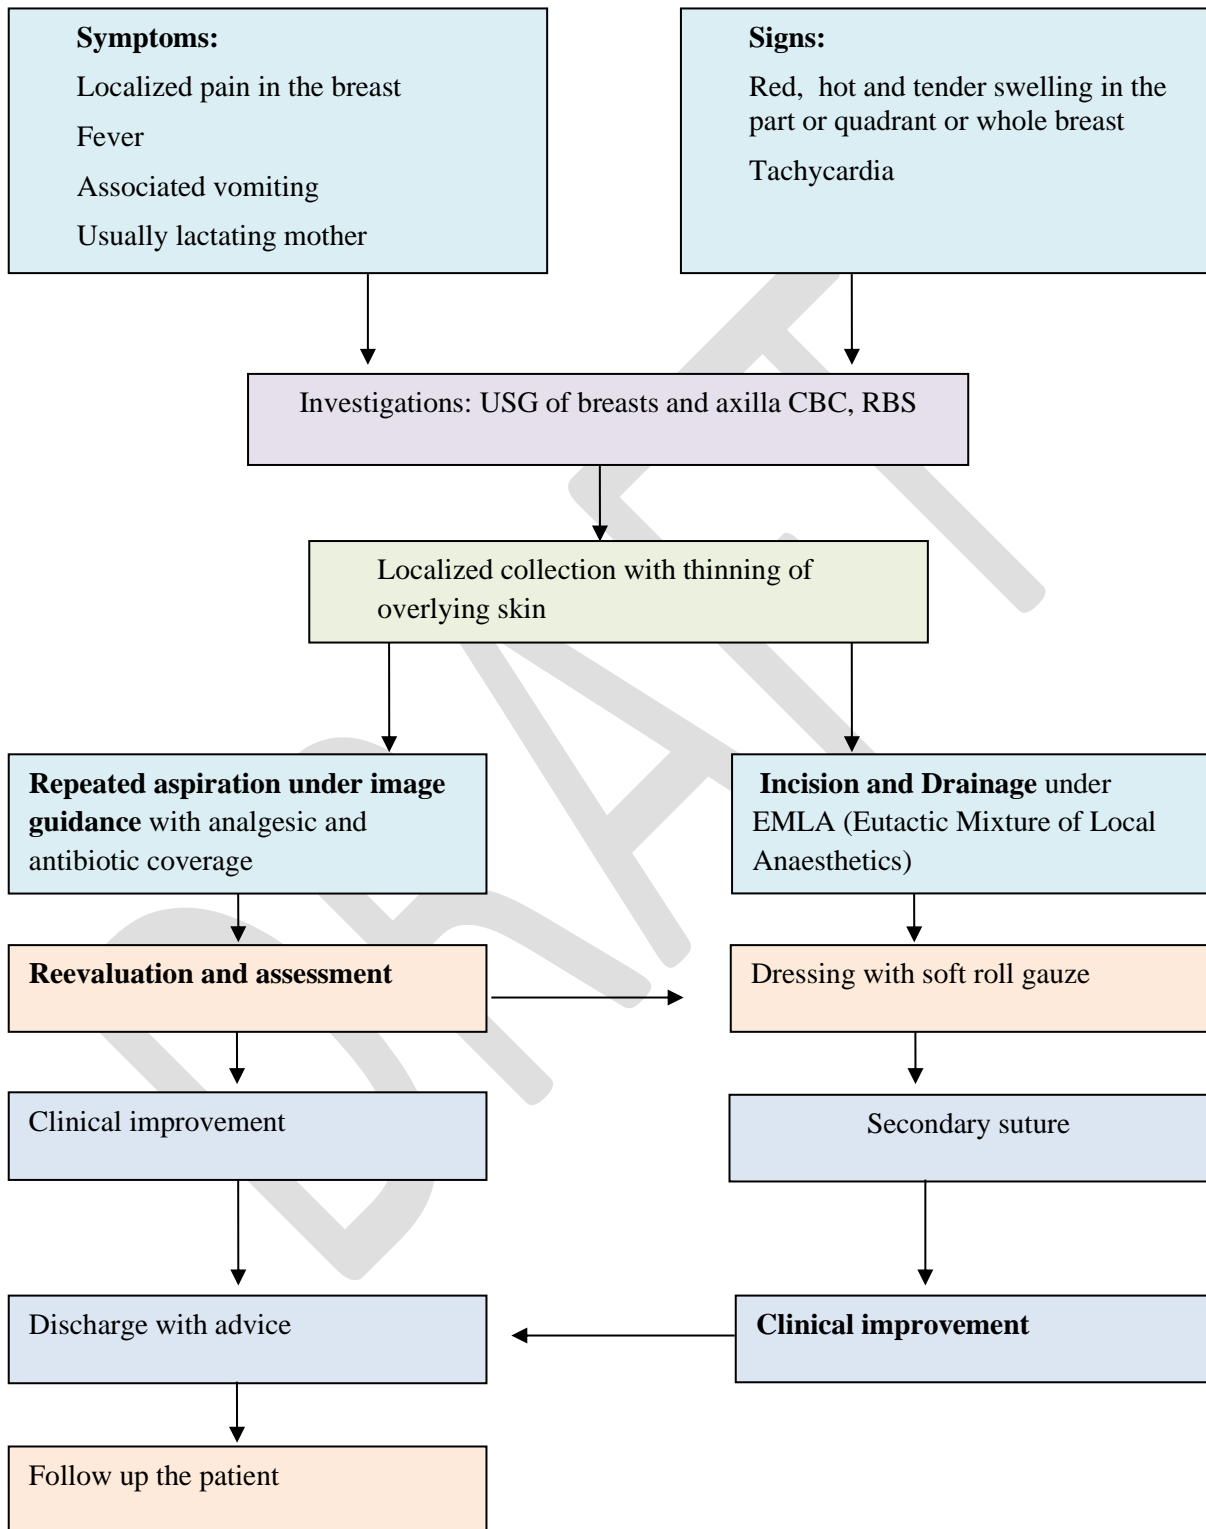 Symptoms:
Localized pain in the breast
Fever
Associated vomiting
Usually lactating mother
Signs:
Red, hot and tender swelling in the
part or quadrant or whole breast
Tachycardia
Investigations: USG of breasts and axilla CBC, RBS
Localized collection with thinning of
overlying skin
Repeated aspiration under image
guidance with analgesic and
antibiotic coverage
Incision and Drainage under
EMLA (Eutactic Mixture of Local
Anaesthetics)
Reevaluation and assessment
Dressing with soft roll gauze
Clinical improvement
Secondary suture
Discharge with advice
Clinical improvement
Follow up the patient
DRAFT